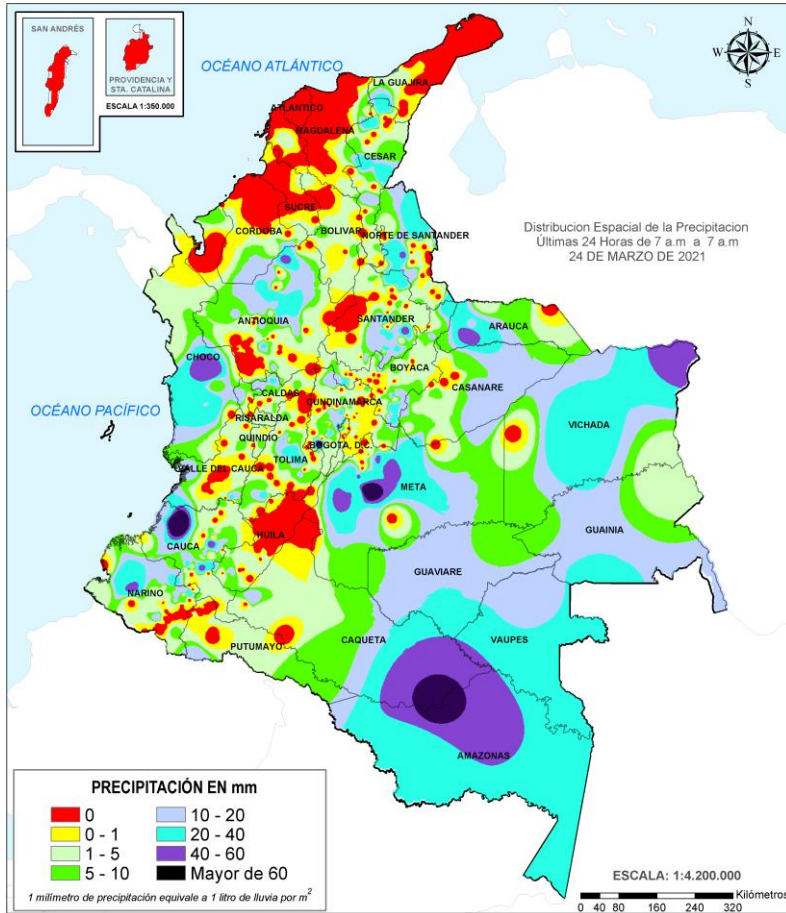 SAN ANDRÉS
PROVIDENCIA Y
STA. CATALINA
ESCALA 1:350.000
OCÉANO ATLÁNTICO
N
W
E
S
LA GUAJIRA
ATLANTICO
MAGDALENA
CESAR
SUCRE
CORDOBA
BOLIVAR
NORTE DE SANTANDER
Distribucion Espacial de la Precipitacion
Últimas 24 Horas de 7 a.m a 7 a.m
24 DE MARZO DE 2021
ANTIOQUIA
SANTANDER
ARAUCA
CHOCO
BOYACA
CASANARE
OCÉANO PACÍFICO
CALDAS
CUNDINAMARCA
RISARALDA
VICHADA
QUINDIO
BOGOTA, D.C.
TOLIMA
VALLE DEL CAUCA
META
GUAINIA
HUILA
CAUCA
GUAVIARE
NARIÑO
PUTUMAYO
CAQUETA
VAUPES
AMAZONAS
PRECIPITACIÓN EN mm
0
10 - 20
0 - 1
20 - 40
1 - 5
40 - 60
5 - 10
Mayor de 60
1 milímetro de precipitación equivale a 1 litro de lluvia por m²
ESCALA: 1:4.200.000
Kilómetros
0 40 80 160 240 320